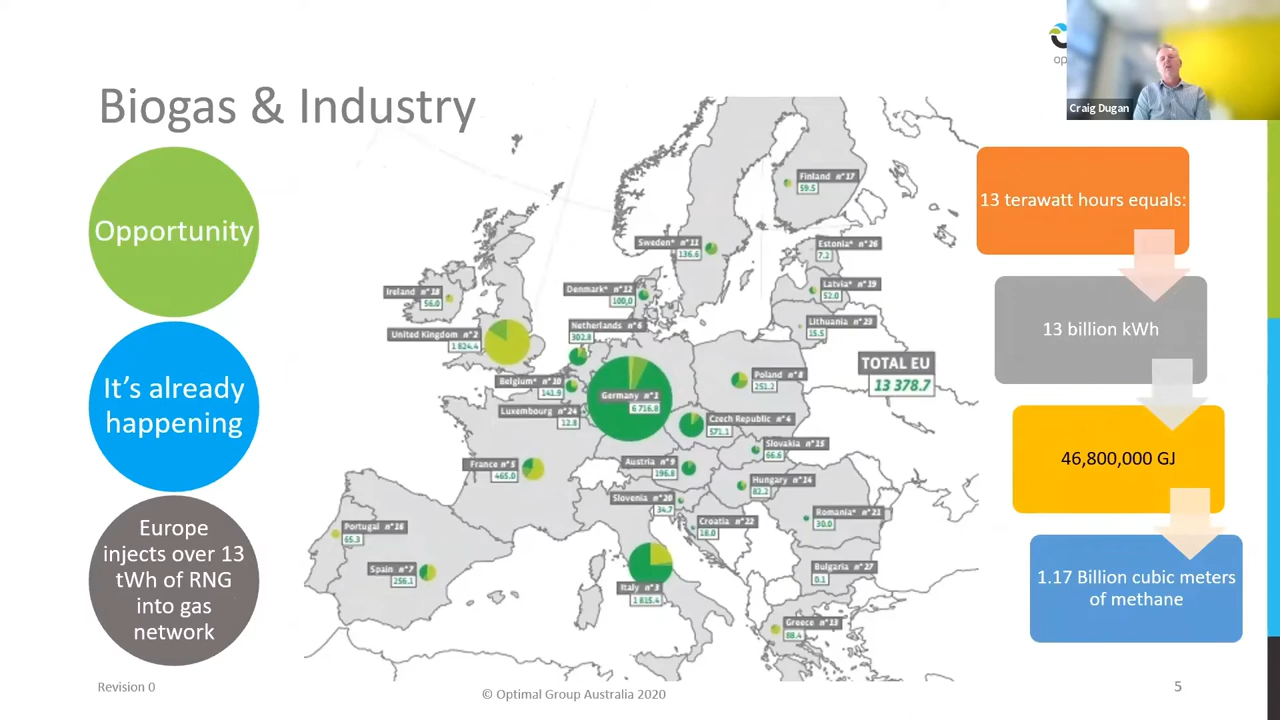 Biogas & Industry
op
Craig Dugan
Opportunity
It's already
happening
Europe
injects over 13
tWh of RNG
into gas
network
Finland n°17
59.5
Sweden* n°11
136.6
Estonia* n°26
7.2
Ireland n°18
56.0
Denmark* n°12
100,0
Latvia* n°19
52.0
United Kingdom n°2
1 824.4
Netherlands n°6
302.8
Lithuania n°23
15.5
TOTAL EU
13 378.7
Belgium* n°10
141.9
Germany n°1
6 716.8
Poland n°8
251.2
Luxembourg n°24
12.8
Czech Republic n°4
571.1
Slovakia n°15
66.6
France n°5
465.0
Austria n°9
196.8
Hungary n°14
82.2
Slovenia n°20
34.7
Croatia n°22
18.0
Romania* n°21
30.0
Portugal n°16
65.3
Spain n°7
256.1
Italy n°3
1 815.4
Bulgaria n°27
0.1
Greece n°13
88.4
13 terawatt hours equals:
13 billion kWh
46,800,000 GJ
1.17 Billion cubic meters
of methane
Revision 0
© Optimal Group Australia 2020
5